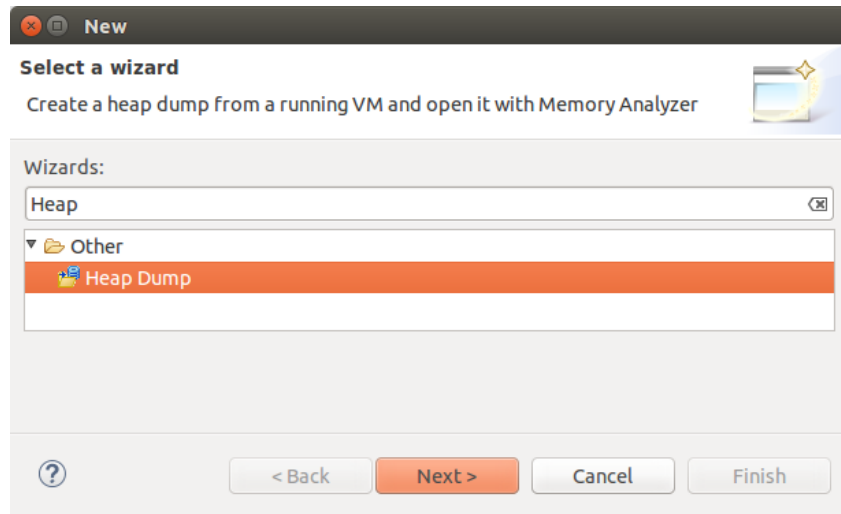 New
Select a wizard
Create a heap dump from a running VM and open it with Memory Analyzer
Wizards:
Heap
Other
Heap Dump
< Back Next > Cancel Finish